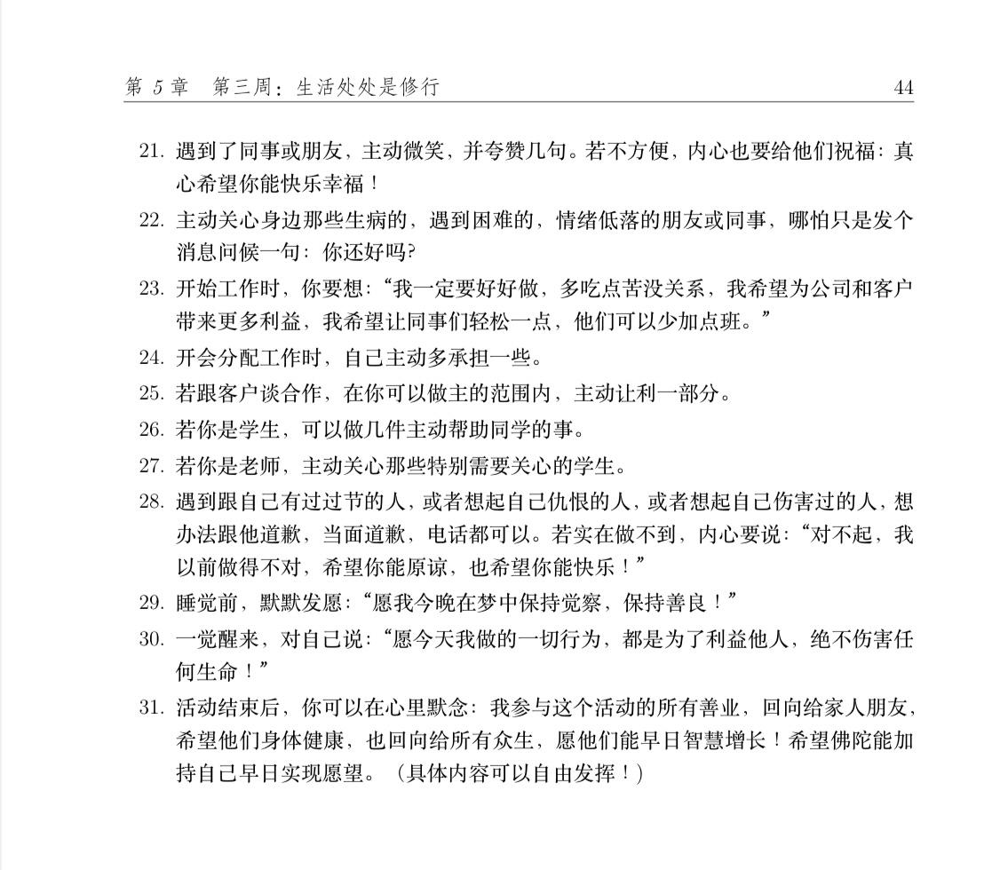 第 5 章　第三周：生活处处是修行　44
21. 遇到了同事或朋友，主动微笑，并夸赞几句。若不方便，内心也要给他们祝福：真
心希望你能快乐幸福！
22. 主动关心身边那些生病的，遇到困难的，情绪低落的朋友或同事，哪怕只是发个
消息问候一句：你还好吗？
23. 开始工作时，你要想：“我一定要好好做，多吃点苦没关系，我希望为公司和客户
带来更多利益，我希望让同事们轻松一点，他们可以少加点班。”
24. 开会分配工作时，自己主动多承担一些。
25. 若跟客户谈合作，在你可以做主的范围内，主动让利一部分。
26. 若你是学生，可以做几件主动帮助同学的事。
27. 若你是老师，主动关心那些特别需要关心的学生。
28. 遇到跟自己有过过节的人，或者想起自己仇恨的人，或者想起自己伤害过的人，想
办法跟他道歉，当面道歉，电话都可以。若实在做不到，内心要说：“对不起，我
以前做得不对，希望你能原谅，也希望你能快乐！”
29. 睡觉前，默默发愿：“愿我今晚在梦中保持觉察，保持善良！”
30. 一觉醒来，对自己说：“愿今天我做的一切行为，都是为了利益他人，绝不伤害任
何生命！”
31. 活动结束后，你可以在心里默念：我参与这个活动的所有善业，回向给家人朋友，
希望他们身体健康，也回向给所有众生，愿他们能早日智慧增长！希望佛陀能加
持自己早日实现愿望。（具体内容可以自由发挥！）